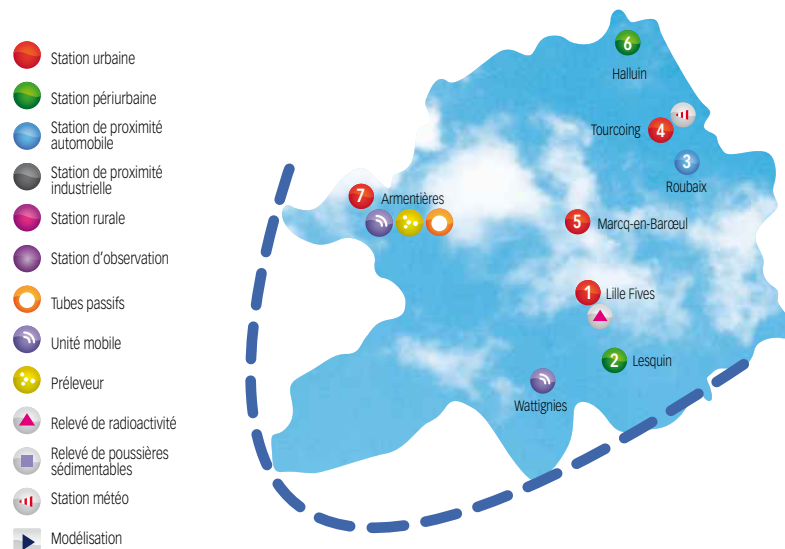 Station urbaine
Station périurbaine
Station de proximité
automobile
Station de proximité
industrielle
Station rurale
Station d'observation
Tubes passifs
Unité mobile
Préleveur
Relevé de radioactivité
Relevé de poussières
sédimentables
Station météo
Modélisation
6
Halluin
Tourcoing 4
3
Roubaix
7 Armentières
5 Marcq-en-Barœul
1 Lille Fives
2 Lesquin
Wattignies